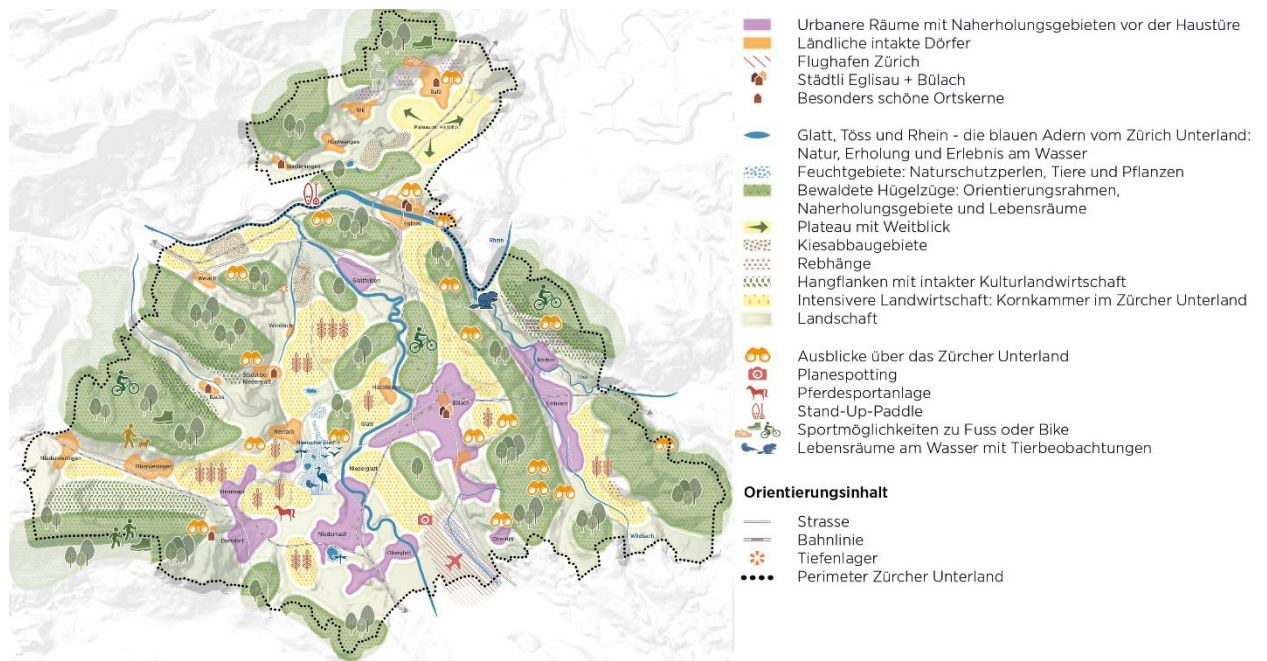 Rafz
Wil
Plateau mit Weitblick
Hüntwangen
Wasterkingen
Eglisau
Rhein
Glattfelden
Weiach
Windlach
Rorbas
Töss
Stadel bei
Niederglatt
Hochfelden
Bachs
Bülach
Embrach
Glatt
Neerach
Neeracher Ried
Niederweningen
Oberweningen
Niederglatt
Steinmaur
Dielsdorf
Niederhasli
Oberglatt
Wildbach
Urbanere Räume mit Naherholungsgebieten vor der Haustüre
Ländliche intakte Dörfer
Flughafen Zürich
Städtli Eglisau + Bülach
Besonders schöne Ortskerne
Glatt, Töss und Rhein - die blauen Adern vom Zürich Unterland:
Natur, Erholung und Erlebnis am Wasser
Feuchtgebiete: Naturschutzperlen, Tiere und Pflanzen
Bewaldete Hügelzüge: Orientierungsrahmen,
Naherholungsgebiete und Lebensräume
Plateau mit Weitblick
Kiesabbaugebiete
Rebhänge
Hangflanken mit intakter Kulturlandwirtschaft
Intensivere Landwirtschaft: Kornkammer im Zürcher Unterland
Landschaft
Ausblicke über das Zürcher Unterland
Planespotting
Pferdesportanlage
Stand-Up-Paddle
Sportmöglichkeiten zu Fuss oder Bike
Lebensräume am Wasser mit Tierbeobachtungen
Orientierungsinhalt
Strasse
Bahnlinie
Tiefenlager
Perimeter Zürcher Unterland